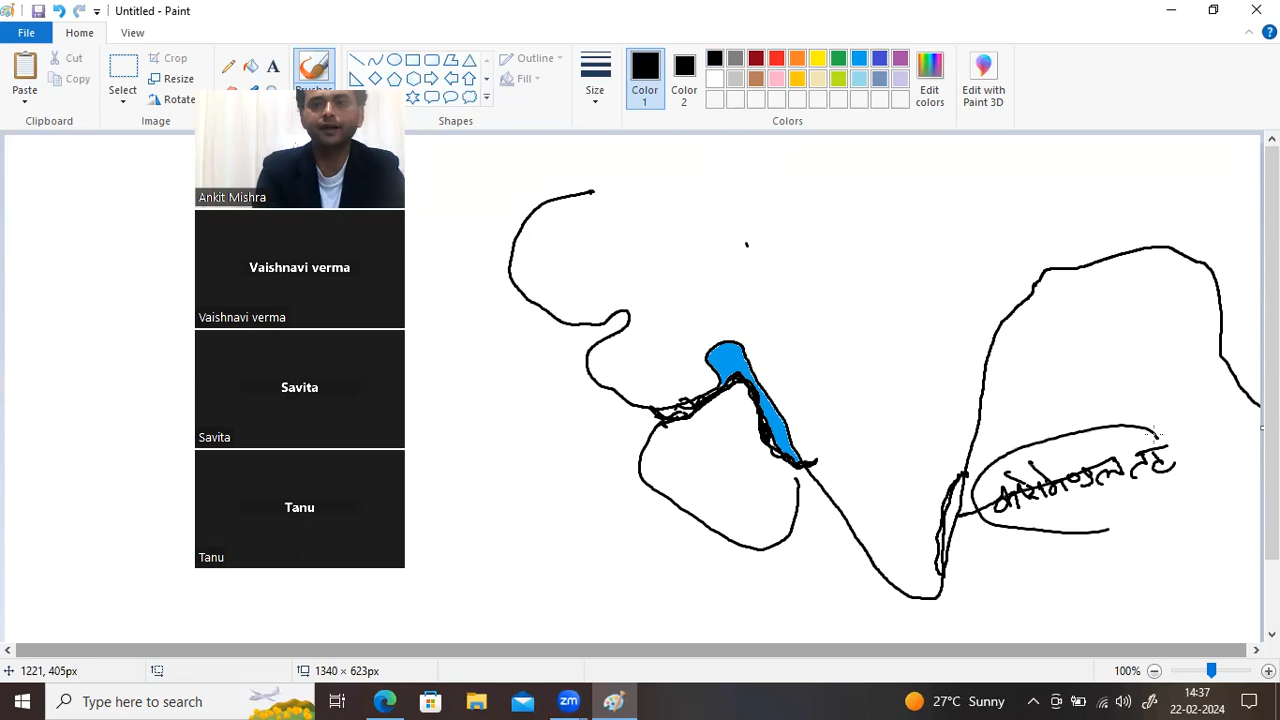 Untitled - Paint
File
Home
View
Paste
Cut
Copy
Clipboard
Select
Crop
Resize
Rotate
Image
Brushes
Shapes
Outline
Fill
Size
Color 1
Color 2
Colors
Edit colors
Edit with Paint 3D
Ankit Mishra
Vaishnavi verma
Vaishnavi verma
Savita
Savita
Tanu
Tanu
1221, 405px
1340 × 623px
100%
Type here to search
zm
27°C Sunny
14:37
22-02-2024